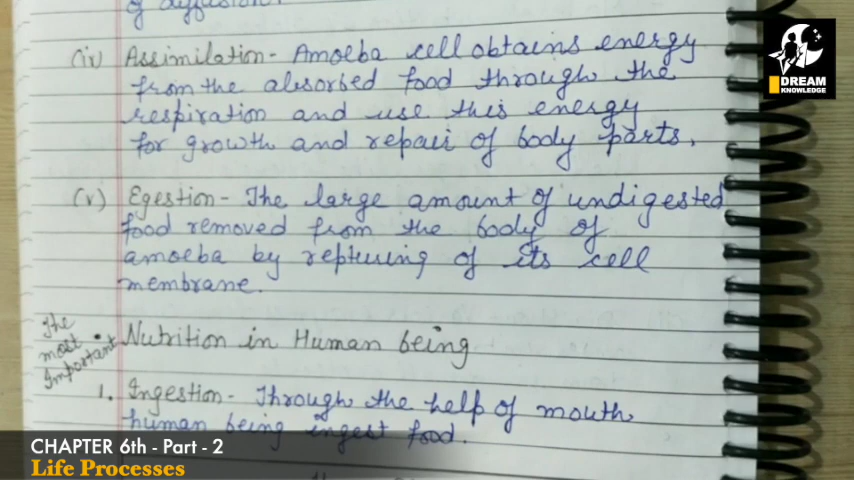 of diffusion.
(iv) Assimilation - Amoeba cell obtains energy
from the absorbed food through the
respiration and use this energy
for growth and repair of body parts.
(v) Egestion - The large amount of undigested
food removed from the body of
amoeba by repturing of its cell
membrane.
The
most
Important
• Nutrition in Human being
1. Ingestion - Through the help of mouth
human being ingest food.
DREAM
KNOWLEDGE
CHAPTER 6th - Part - 2
Life Processes